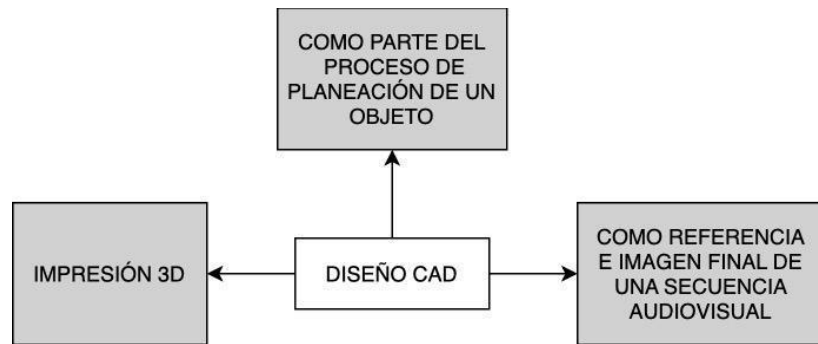 COMO PARTE DEL
PROCESO DE
PLANEACIÓN DE UN
OBJETO
IMPRESIÓN 3D
DISEÑO CAD
COMO REFERENCIA
E IMAGEN FINAL DE
UNA SECUENCIA
AUDIOVISUAL